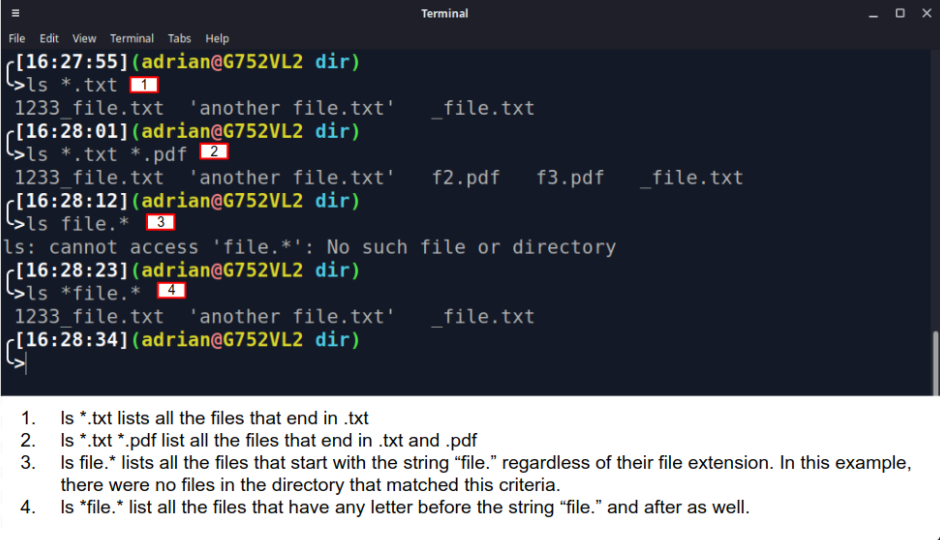 Terminal
File Edit View Terminal Tabs Help
[16:27:55](adrian@G752VL2 dir)
>ls *.txt 1
1233_file.txt 'another file.txt' _file.txt
[16:28:01](adrian@G752VL2 dir)
>ls *.txt *.pdf 2
1233_file.txt 'another file.txt' f2.pdf f3.pdf _file.txt
[16:28:12](adrian@G752VL2 dir)
>ls file.* 3
ls: cannot access 'file.*': No such file or directory
[16:28:23](adrian@G752VL2 dir)
>ls *file.* 4
1233_file.txt 'another file.txt' _file.txt
[16:28:34](adrian@G752VL2 dir)
>
1. ls *.txt lists all the files that end in .txt
2. ls *.txt *.pdf list all the files that end in .txt and .pdf
3. ls file.* lists all the files that start with the string “file.” regardless of their file extension. In this example,
there were no files in the directory that matched this criteria.
4. ls *file.* list all the files that have any letter before the string “file.” and after as well.